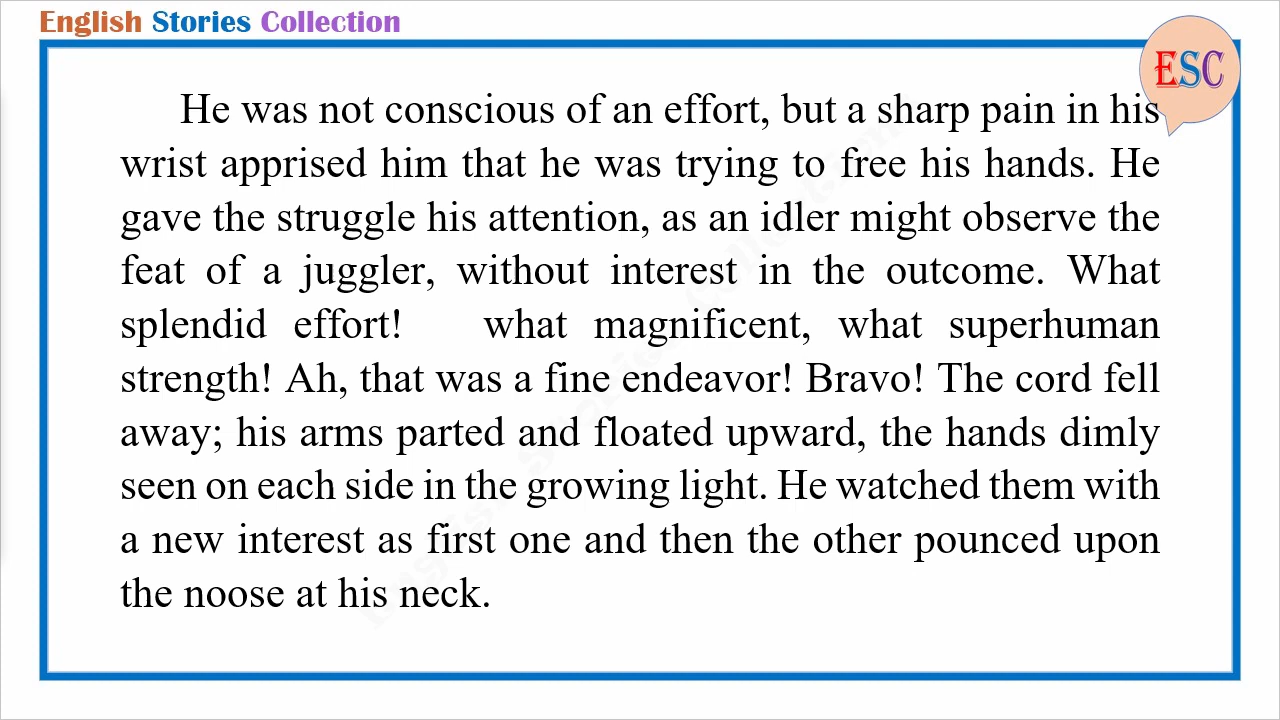 English Stories Collection
ESC
He was not conscious of an effort, but a sharp pain in his
wrist apprised him that he was trying to free his hands. He
gave the struggle his attention, as an idler might observe the
feat of a juggler, without interest in the outcome. What
splendid effort! what magnificent, what superhuman
strength! Ah, that was a fine endeavor! Bravo! The cord fell
away; his arms parted and floated upward, the hands dimly
seen on each side in the growing light. He watched them with
a new interest as first one and then the other pounced upon
the noose at his neck.